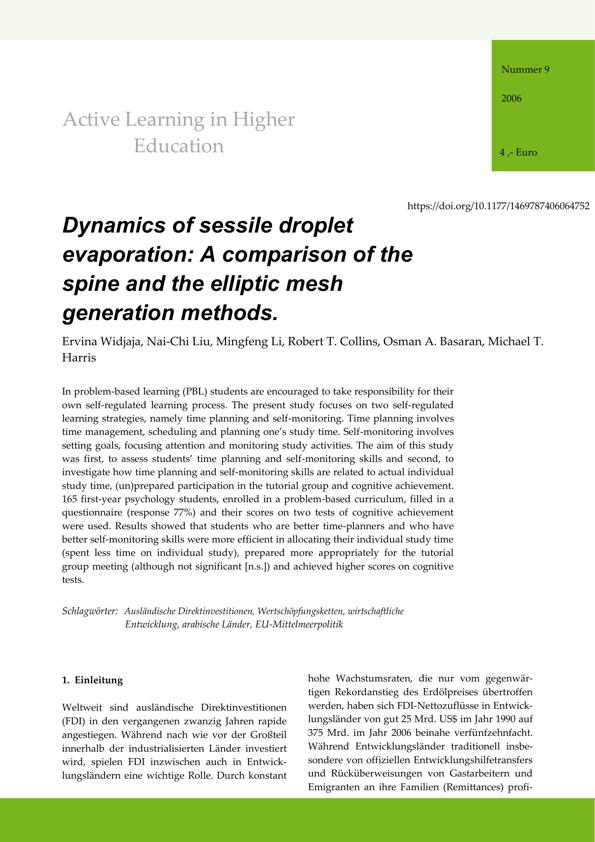 Nummer 9
2006
4 ,- Euro
Active Learning in Higher
Education
https://doi.org/10.1177/1469787406064752
Dynamics of sessile droplet
evaporation: A comparison of the
spine and the elliptic mesh
generation methods.
Ervina Widjaja, Nai-Chi Liu, Mingfeng Li, Robert T. Collins, Osman A. Basaran, Michael T.
Harris
In problem-based learning (PBL) students are encouraged to take responsibility for their
own self-regulated learning process. The present study focuses on two self-regulated
learning strategies, namely time planning and self-monitoring. Time planning involves
time management, scheduling and planning one's study time. Self-monitoring involves
setting goals, focusing attention and monitoring study activities. The aim of this study
was first, to assess students' time planning and self-monitoring skills and second, to
investigate how time planning and self-monitoring skills are related to actual individual
study time, (un)prepared participation in the tutorial group and cognitive achievement.
165 first-year psychology students, enrolled in a problem-based curriculum, filled in a
questionnaire (response 77%) and their scores on two tests of cognitive achievement
were used. Results showed that students who are better time-planners and who have
better self-monitoring skills were more efficient in allocating their individual study time
(spent less time on individual study), prepared more appropriately for the tutorial
group meeting (although not significant [n.s.]) and achieved higher scores on cognitive
tests.
Schlagwörter: Ausländische Direktinvestitionen, Wertschöpfungsketten, wirtschaftliche
Entwicklung, arabische Länder, EU-Mittelmeerpolitik
1. Einleitung
Weltweit sind ausländische Direktinvestitionen
(FDI) in den vergangenen zwanzig Jahren rapide
angestiegen. Während nach wie vor der Großteil
innerhalb der industrialisierten Länder investiert
wird, spielen FDI inzwischen auch in Entwick-
lungsländern eine wichtige Rolle. Durch konstant
hohe Wachstumsraten, die nur vom gegenwär-
tigen Rekordanstieg des Erdölpreises übertroffen
werden, haben sich FDI-Nettozuflüsse in Entwick-
lungsländer von gut 25 Mrd. US$ im Jahr 1990 auf
375 Mrd. im Jahr 2006 beinahe verfünfzehnfacht.
Während Entwicklungsländer traditionell insbe-
sondere von offiziellen Entwicklungshilfetransfers
und Rücküberweisungen von Gastarbeitern und
Emigranten an ihre Familien (Remittances) profi-